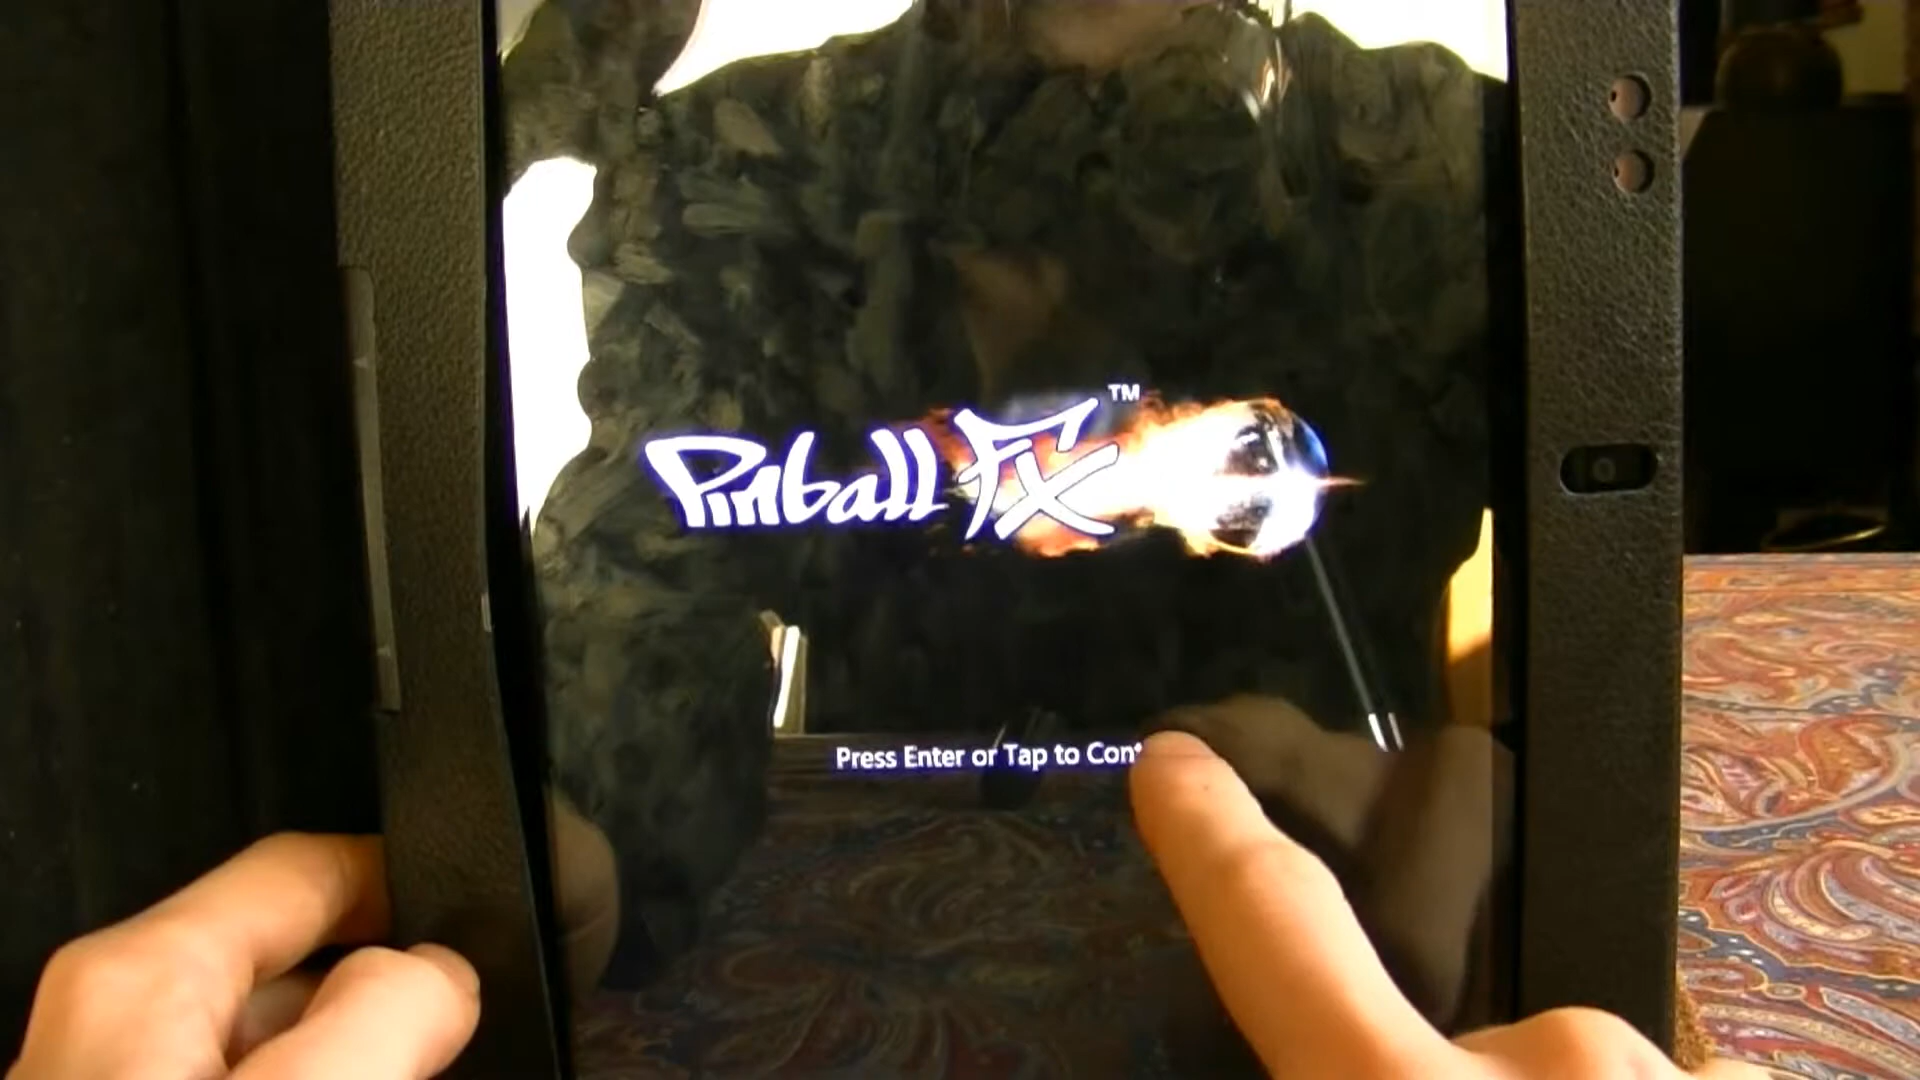 Pinball FX™
Press Enter or Tap to Cont